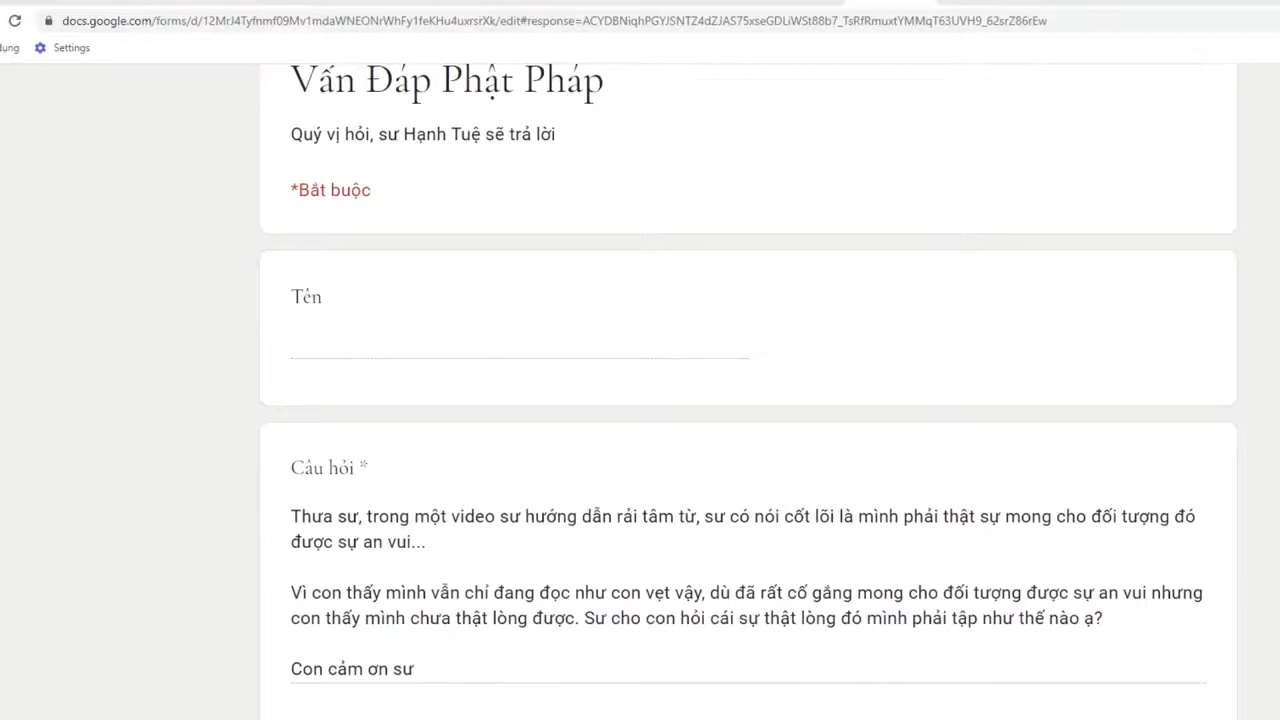 docs.google.com/forms/d/12MrJ4Tyfnmf09Mv1mdaWNEONrWhFy1feKHu4uxrsrXk/edit#response=ACYDBNiqhPGYJSNTZ4dZJAS75xseGDLiWSt88b7_TsRfRmuxtYMMqT63UVH9_62srZ86rEw
dung Settings
Vấn Đáp Phật Pháp
Quý vị hỏi, sư Hạnh Tuệ sẽ trả lời
*Bắt buộc
Tên
Câu hỏi *
Thưa sư, trong một video sư hướng dẫn rải tâm từ, sư có nói cốt lõi là mình phải thật sự mong cho đối tượng đó
được sự an vui...
Vì con thấy mình vẫn chỉ đang đọc như con vẹt vậy, dù đã rất cố gắng mong cho đối tượng được sự an vui nhưng
con thấy mình chưa thật lòng được. Sư cho con hỏi cái sự thật lòng đó mình phải tập như thế nào ạ?
Con cảm ơn sư